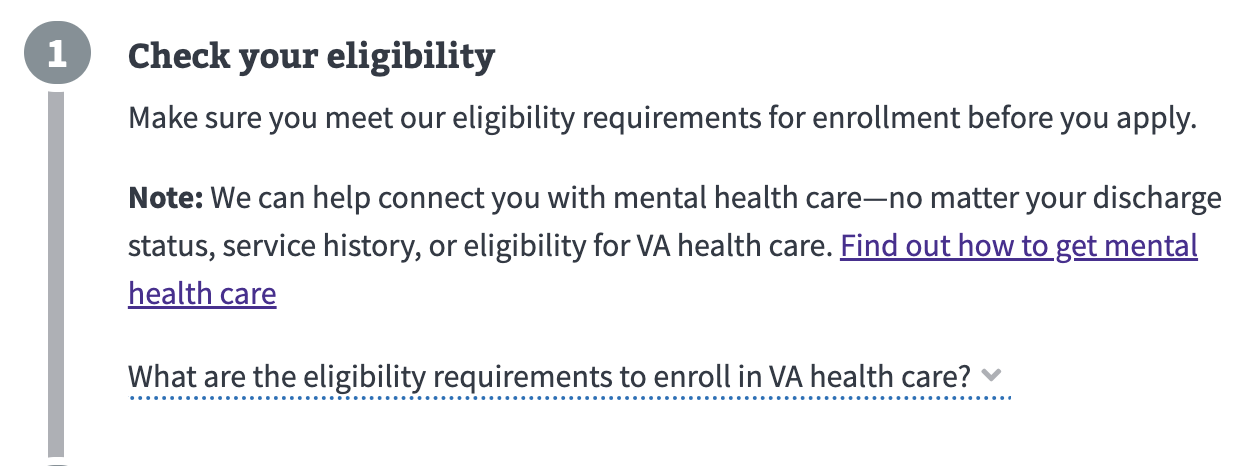 1
Check your eligibility
Make sure you meet our eligibility requirements for enrollment before you apply.
Note: We can help connect you with mental health care—no matter your discharge
status, service history, or eligibility for VA health care. Find out how to get mental
health care
What are the eligibility requirements to enroll in VA health care?